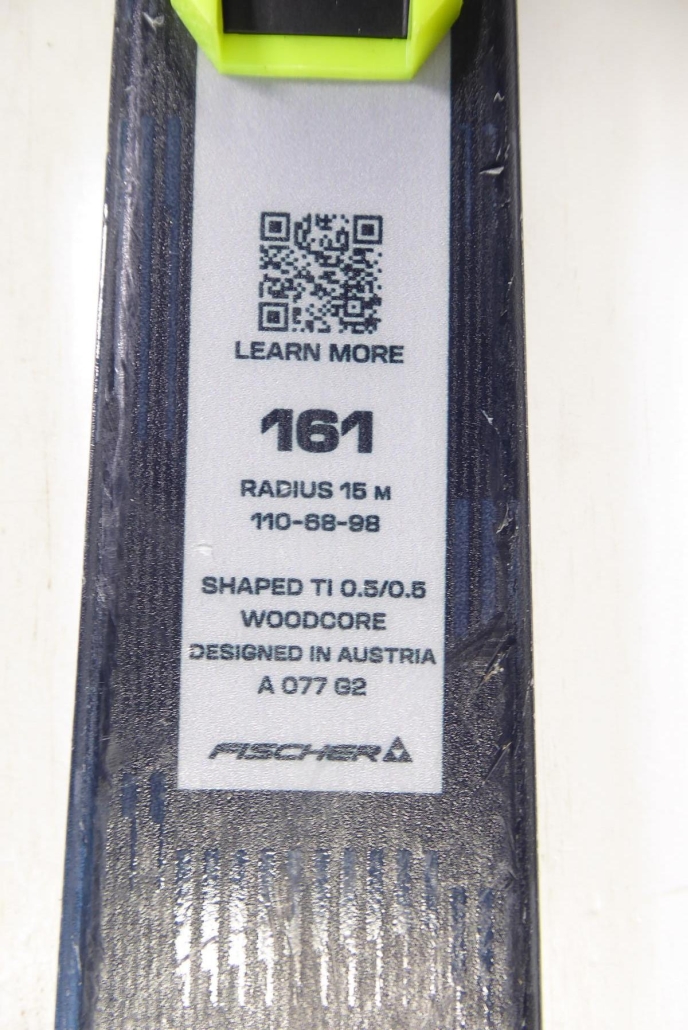 LEARN MORE
161
RADIUS 15 M
110-68-98
SHAPED TI 0.5/0.5
WOODCORE
DESIGNED IN AUSTRIA
A 077 G2
FISCHER